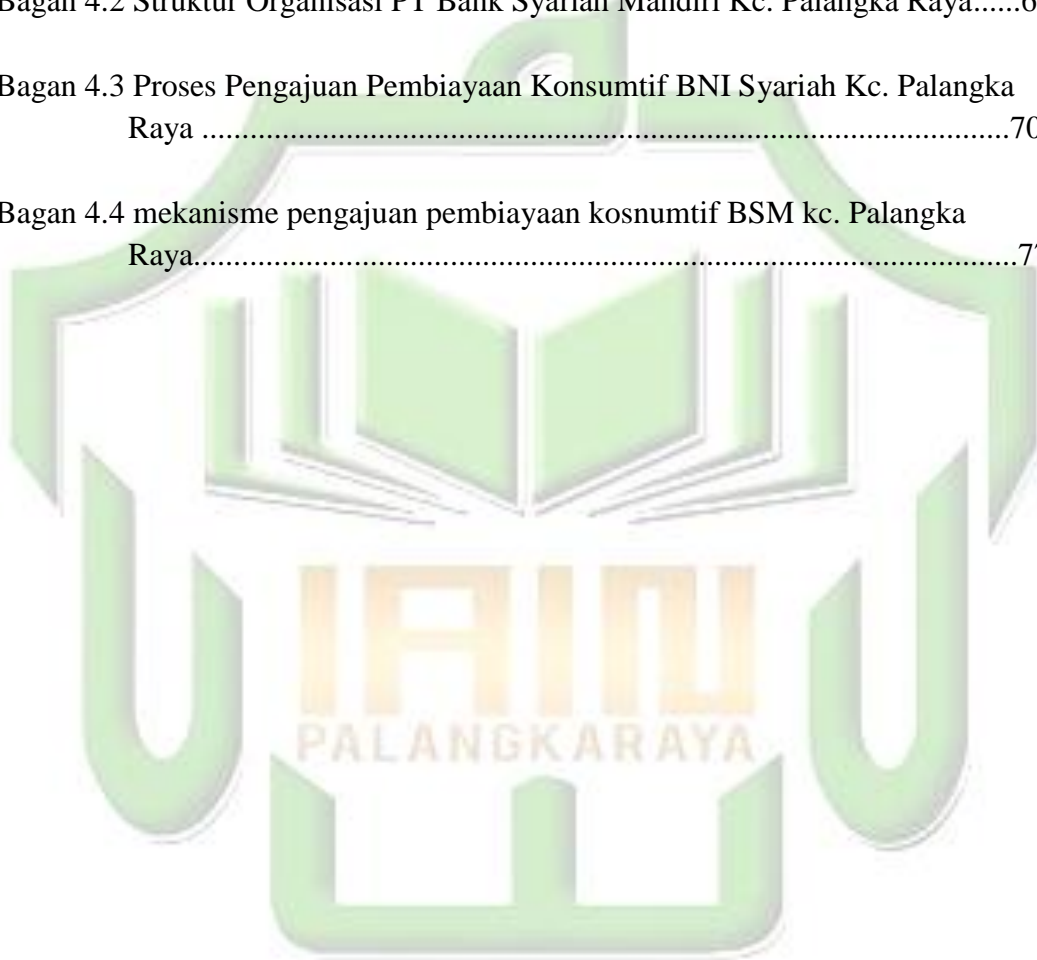 Bagan 4.2 Struktur Organisasi PT Bank Syariah Mandiri Kc. Palangka Raya......6
Bagan 4.3 Proses Pengajuan Pembiayaan Konsumtif BNI Syariah Kc. Palangka
Raya .....................................................................................................70
Bagan 4.4 mekanisme pengajuan pembiayaan kosnumtif BSM kc. Palangka
Raya.......................................................................................................77
IAIN
PALANGKARAYA